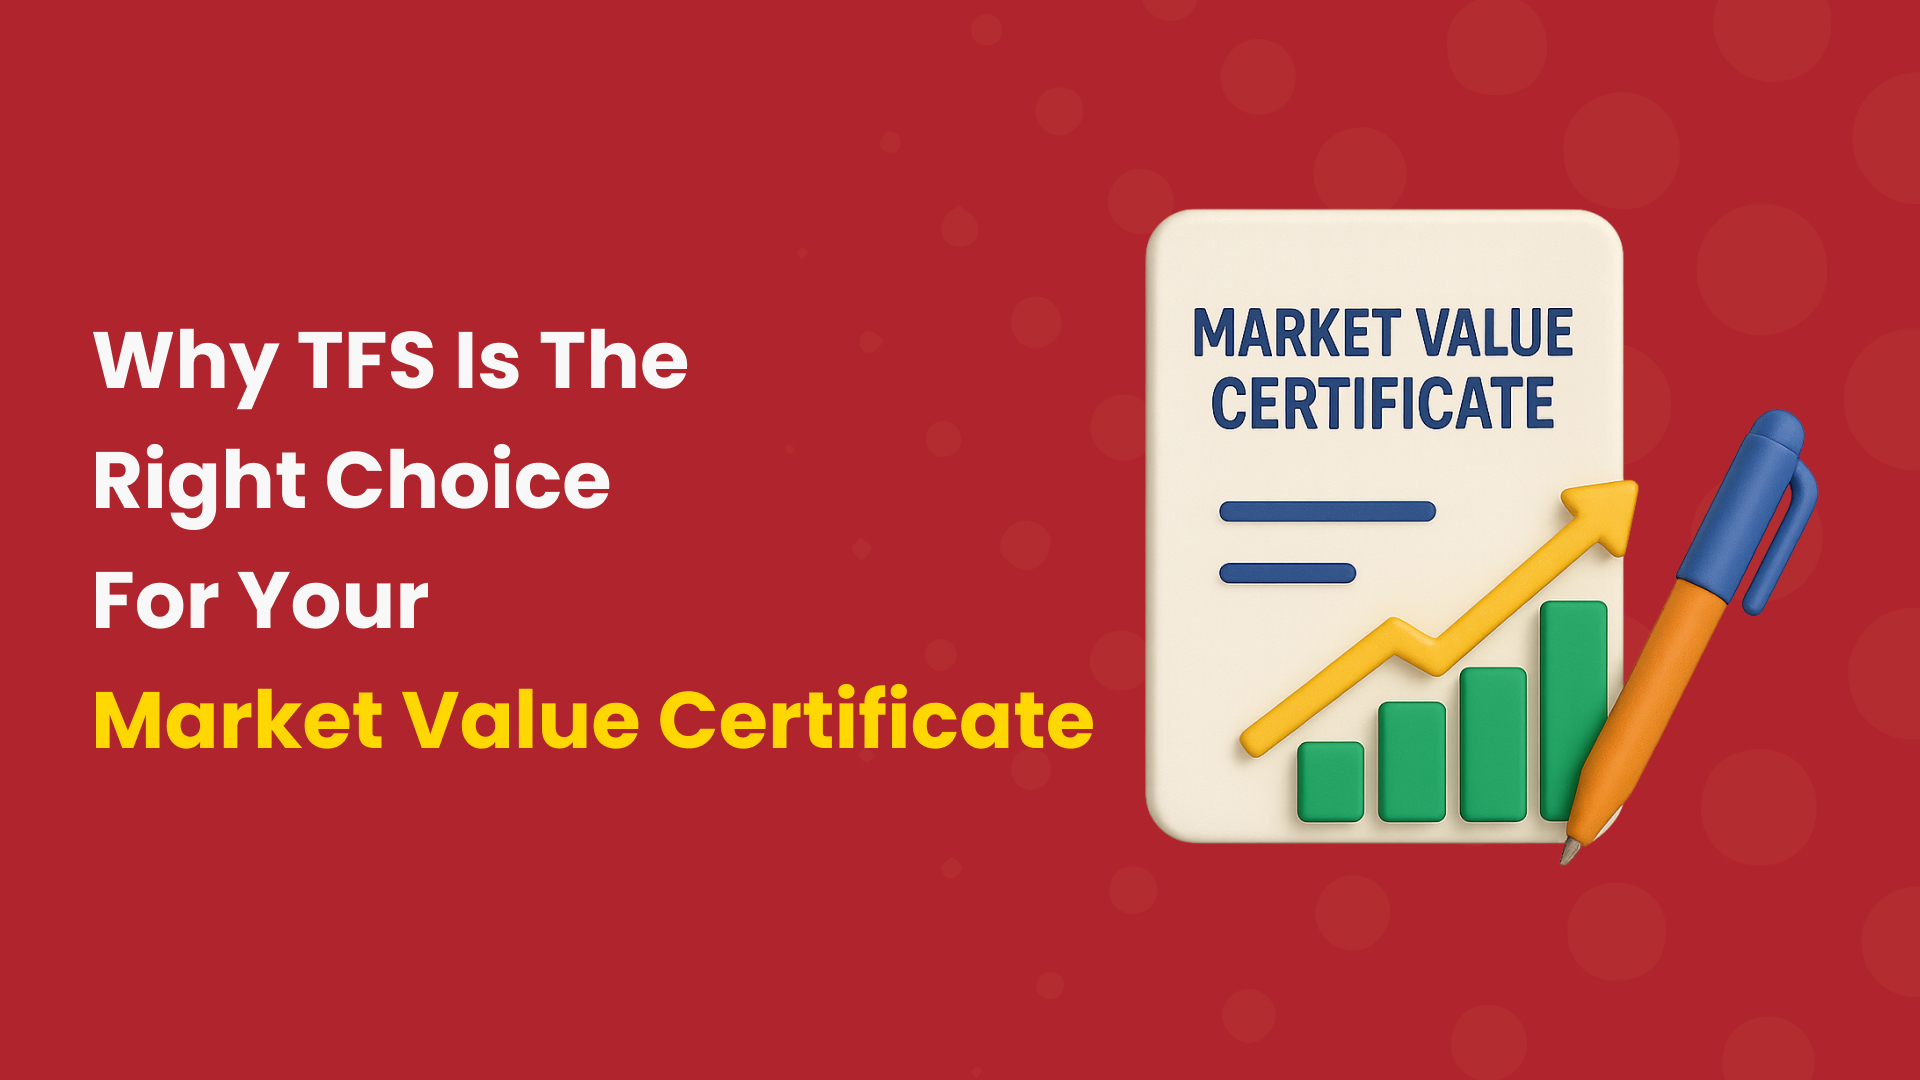 Why TFS Is The
Right Choice
For Your
Market Value Certificate
MARKET VALUE
CERTIFICATE